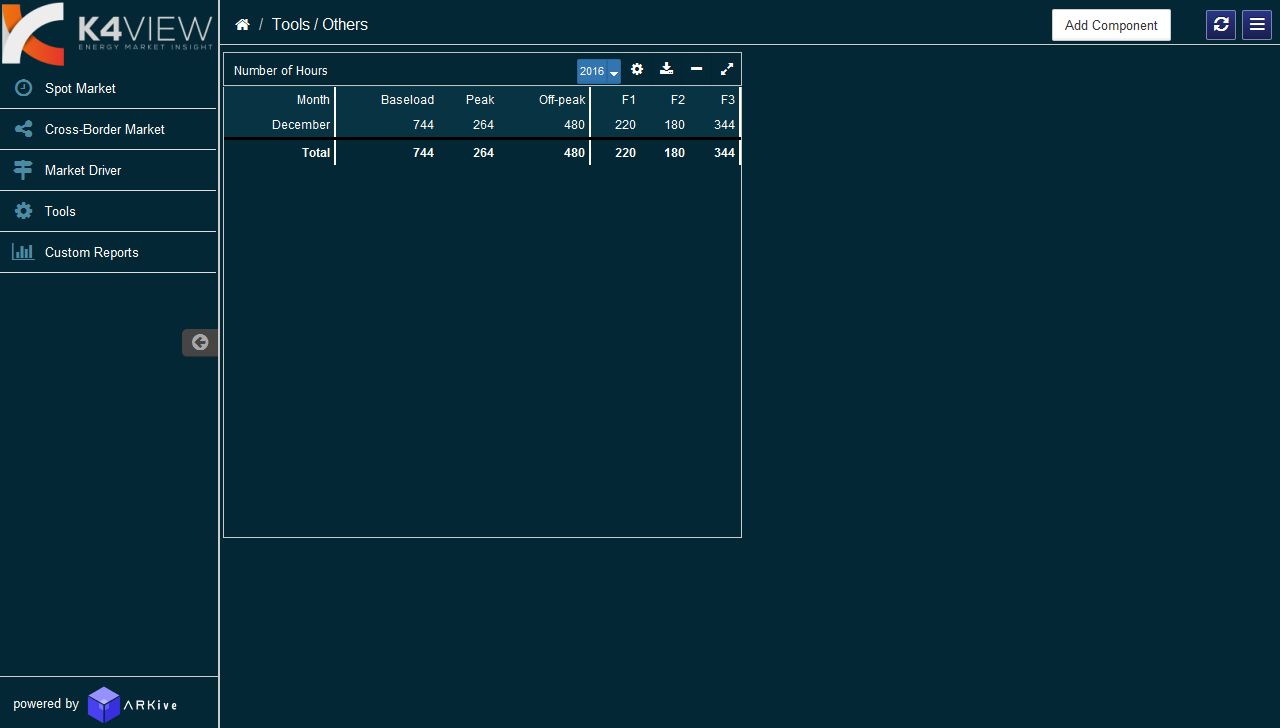 K4VIEW
ENERGY MARKET INSIGHT
/ Tools / Others
Add Component
Spot Market
Cross-Border Market
Market Driver
Tools
Custom Reports
Number of Hours 2016
Month Baseload Peak Off-peak F1 F2 F3
December 744 264 480 220 180 344
Total 744 264 480 220 180 344
powered by ARKive